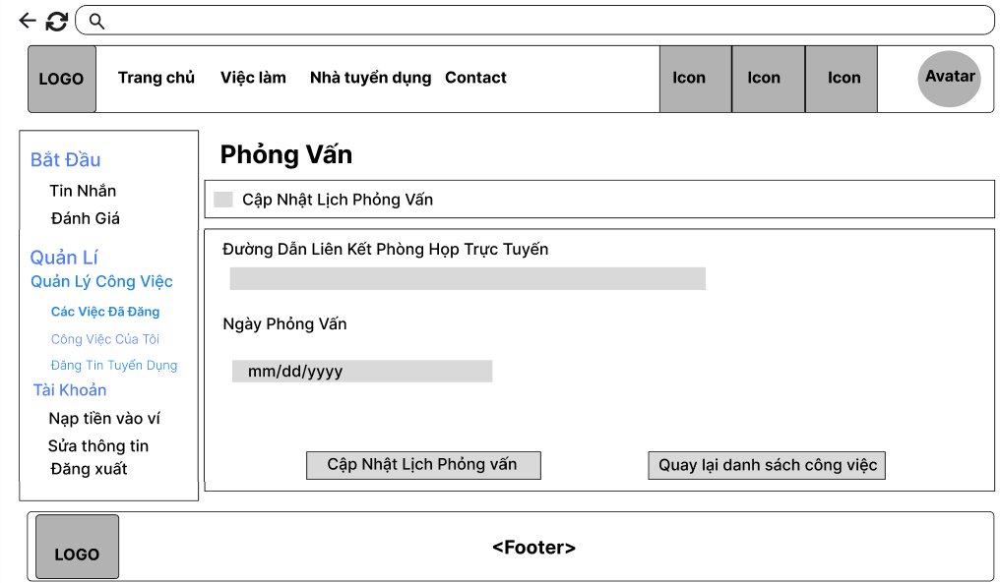 LOGO
Trang chủ
Việc làm
Nhà tuyển dụng
Contact
Icon
Icon
Icon
Avatar
Bắt Đầu
Tin Nhắn
Đánh Giá
Quản Lí
Quản Lý Công Việc
Các Việc Đã Đăng
Công Việc Của Tôi
Đăng Tin Tuyển Dụng
Tài Khoản
Nạp tiền vào ví
Sửa thông tin
Đăng xuất
Phỏng Vấn
Cập Nhật Lịch Phỏng Vấn
Đường Dẫn Liên Kết Phòng Họp Trực Tuyến
Ngày Phỏng Vấn
mm/dd/yyyy
Cập Nhật Lịch Phỏng vấn
Quay lại danh sách công việc
LOGO
<Footer>